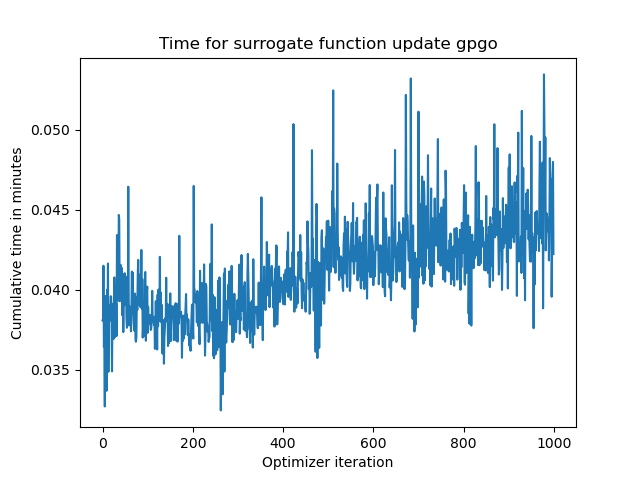 Time for surrogate function update gpgo
0.050
0.045
0.040
0.035
Cumulative time in minutes
0 200 400 600 800 1000
Optimizer iteration